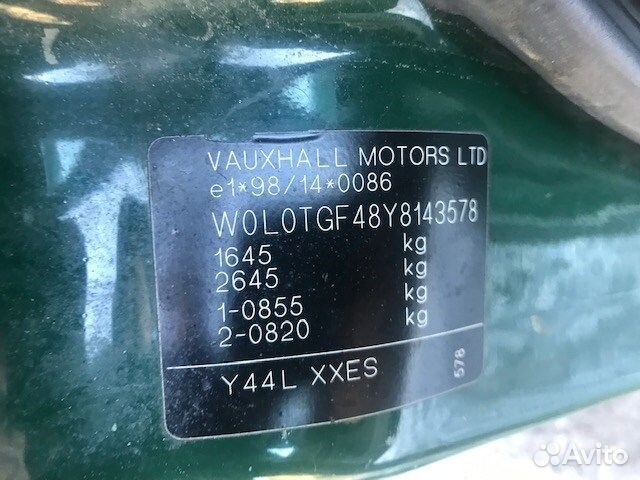 VAUXHALL MOTORS LTD
e1*98/14*0086
W0L0TGF48Y8143578
1645 kg
2645 kg
1-0855 kg
2-0820 kg
Y44L XXES
578
Avito